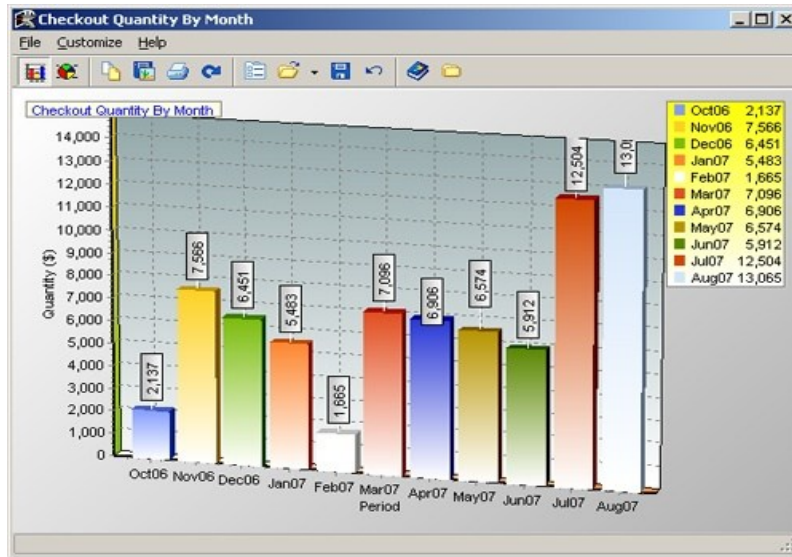 Checkout Quantity By Month
File Customize Help
Checkout Quantity By Month
Oct06 2,137
Nov06 7,566
Dec06 6,451
Jan07 5,483
Feb07 1,665
Mar07 7,096
Apr07 6,906
May07 6,574
Jun07 5,912
Jul07 12,504
Aug07 13,065
14,000
13,000
12,000
11,000
10,000
9,000
8,000
7,000
6,000
5,000
4,000
3,000
2,000
1,000
0
Quantity ($)
2,137
7,566
6,451
5,483
1,665
7,096
6,906
6,574
5,912
12,504
Oct06 Nov06 Dec06 Jan07 Feb07 Mar07 Apr07 May07 Jun07 Jul07 Aug07
Period